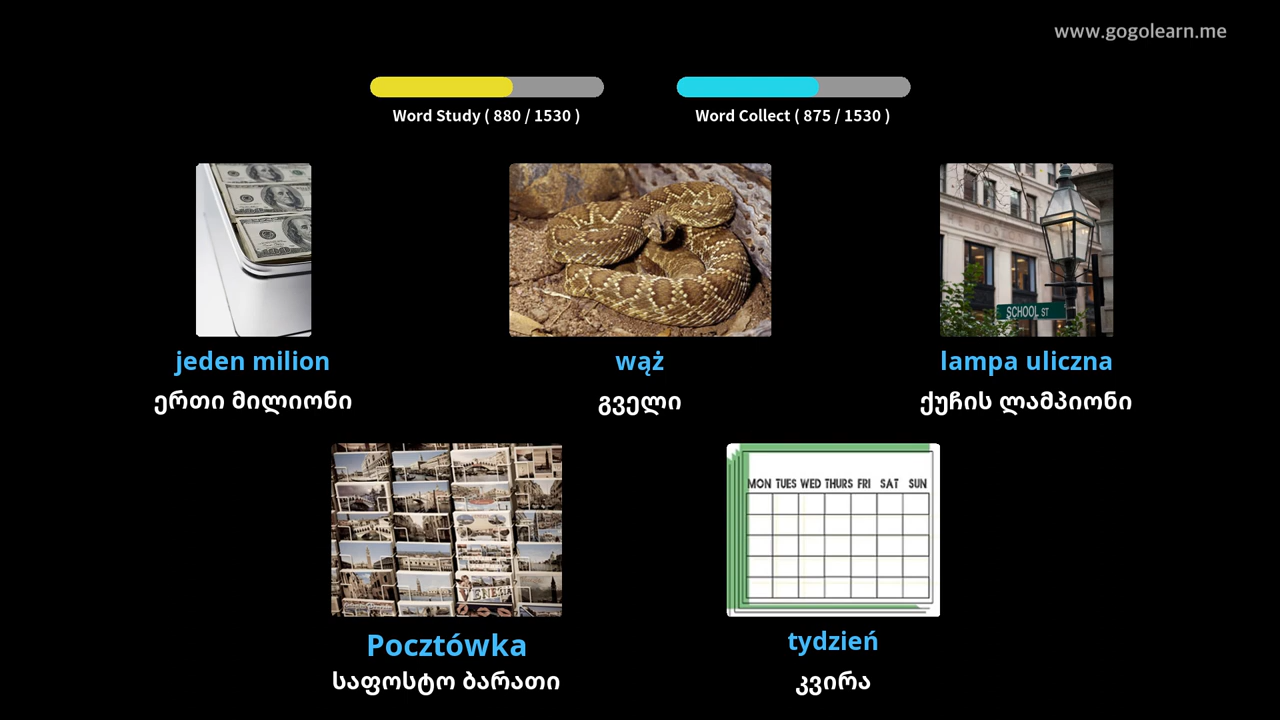 www.gogolearn.me
Word Study ( 880 / 1530 )
Word Collect ( 875 / 1530 )
SCHOOL ST
jeden milion
wąż
lampa uliczna
ერთი მილიონი
გველი
ქუჩის ლამპიონი
MON TUES WED THURS FRI SAT SUN
VENEZIA
Pocztówka
tydzień
საფოსტო ბარათი
კვირა